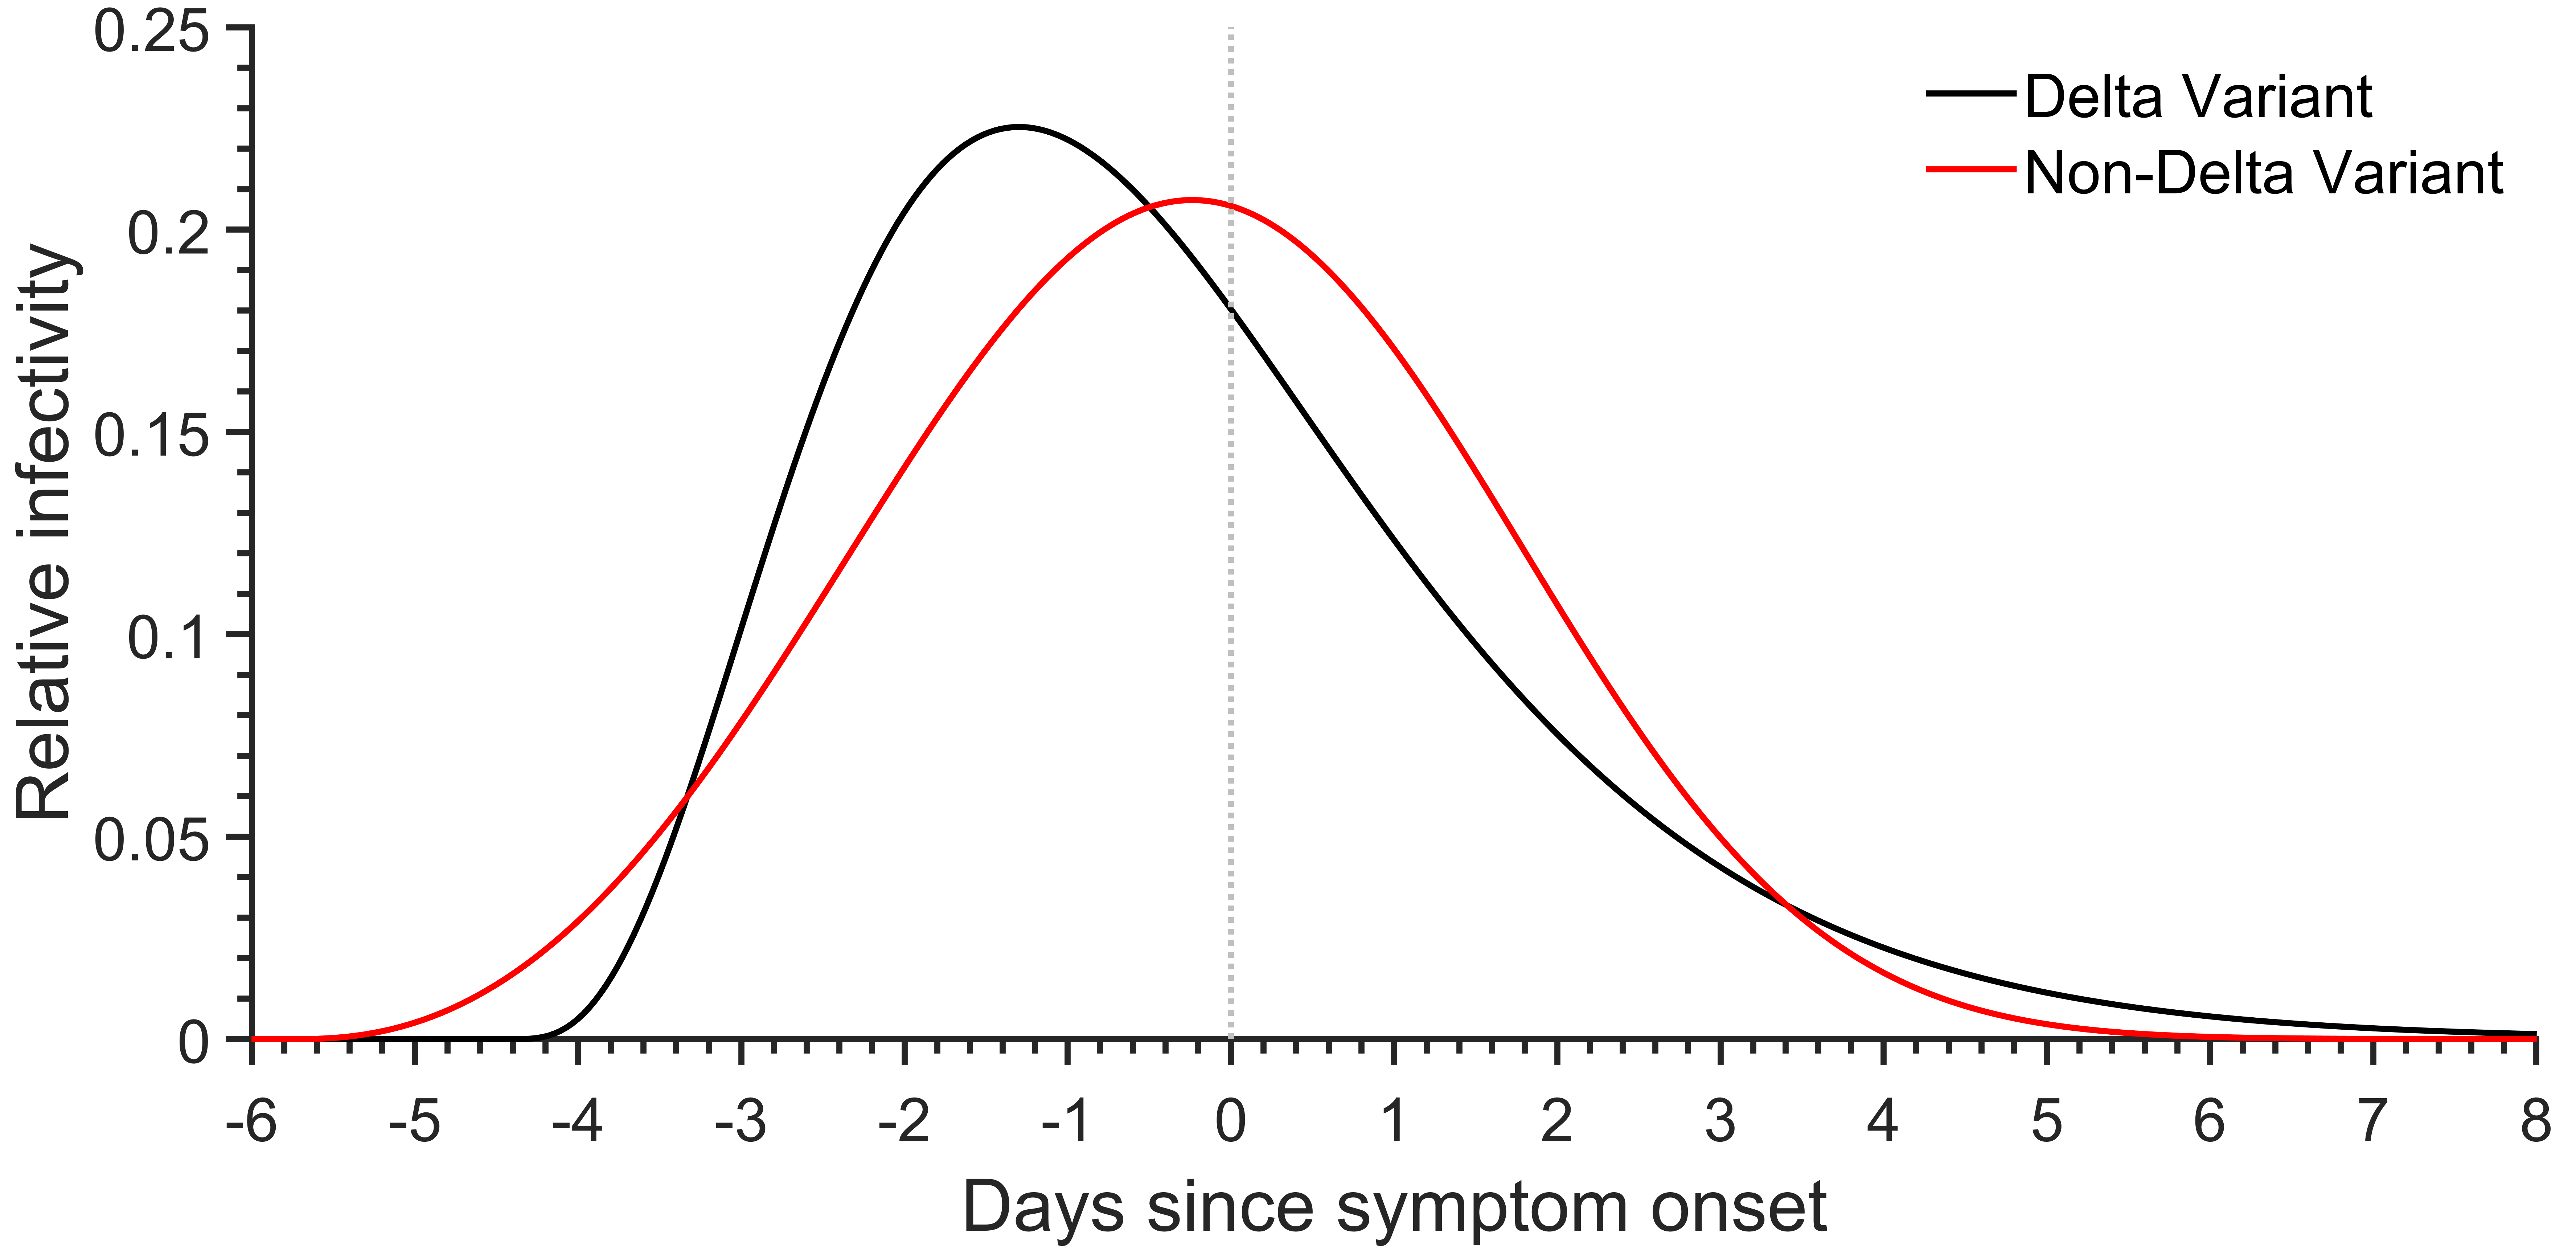 0.25
0.2
0.15
0.1
0.05
0
Relative infectivity
Delta Variant
Non-Delta Variant
-6 -5 -4 -3 -2 -1 0 1 2 3 4 5 6 7 8
Days since symptom onset